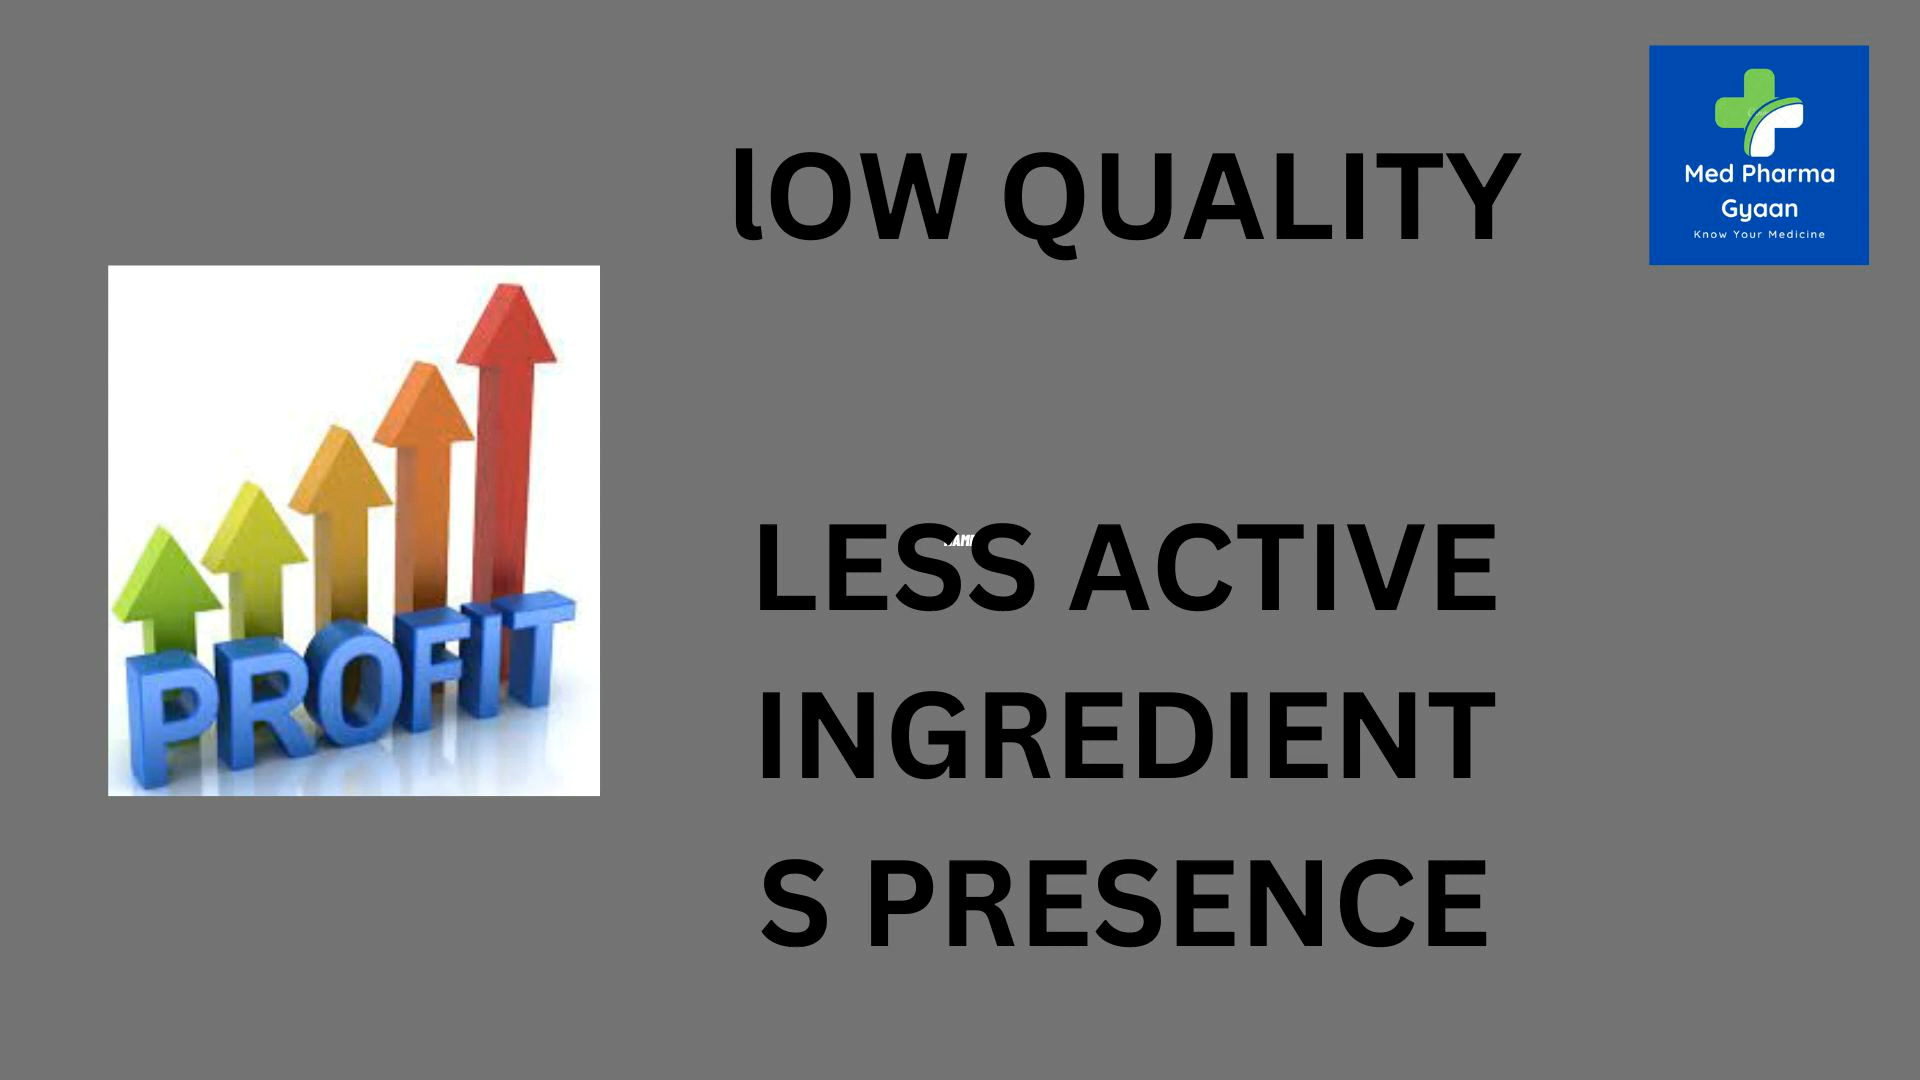 lOW QUALITY
Med Pharma
Gyaan
Know Your Medicine
PROFIT
LESS ACTIVE
INGREDIENT
S PRESENCE